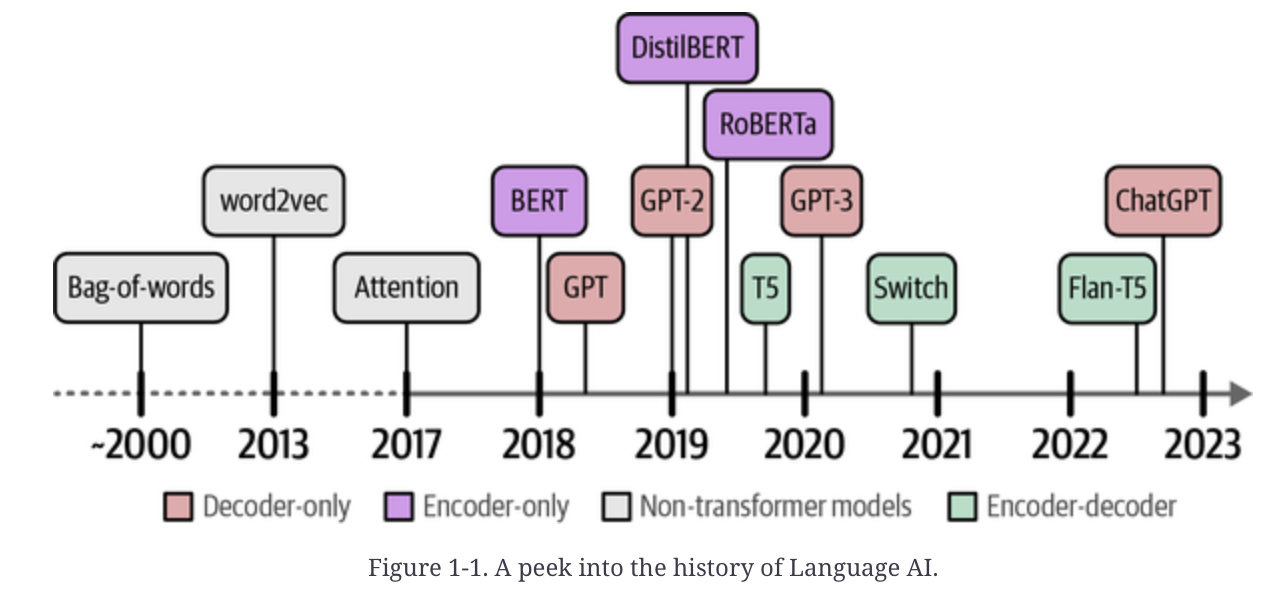 DistilBERT
RoBERTa
word2vec
BERT
GPT-2
GPT-3
ChatGPT
Bag-of-words
Attention
GPT
T5
Switch
Flan-T5
~2000 2013 2017 2018 2019 2020 2021 2022 2023
Decoder-only Encoder-only Non-transformer models Encoder-decoder
Figure 1-1. A peek into the history of Language AI.